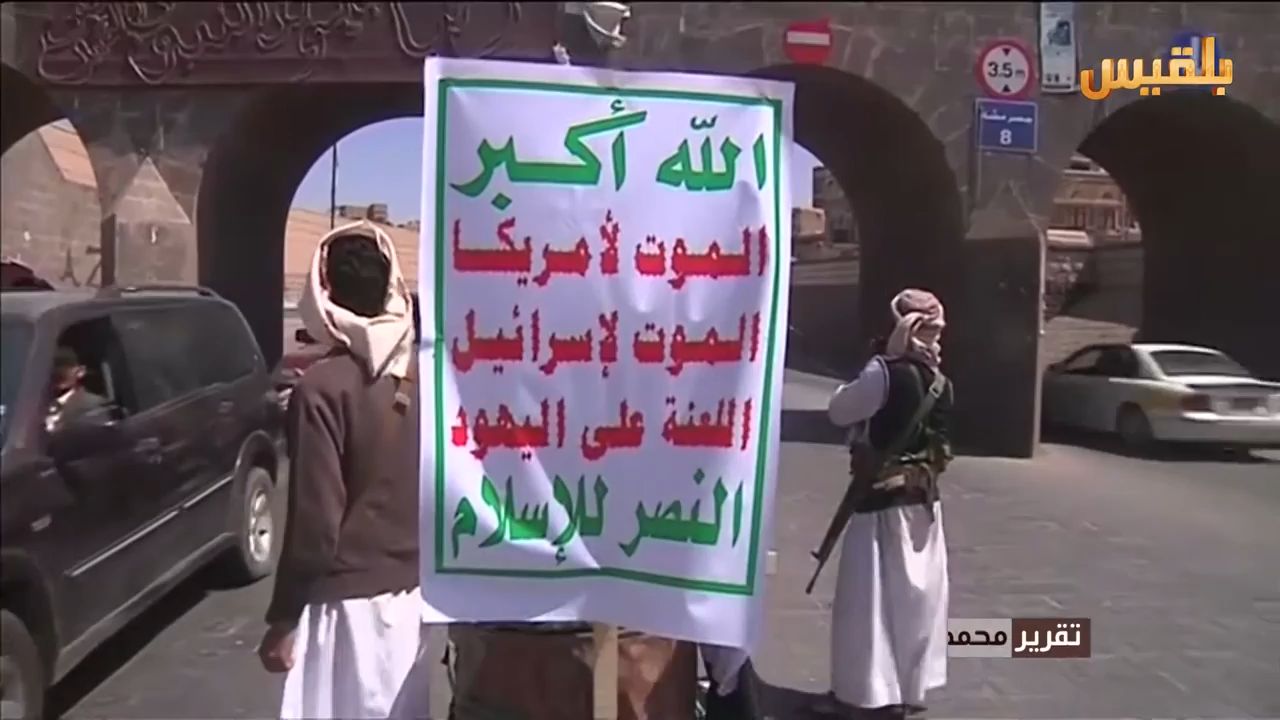 بلقيس
3.5m
8
الله أكبر
الموت لأمريكا
الموت لإسرائيل
اللعنة على اليهود
النصر للإسلام
تقرير محمد